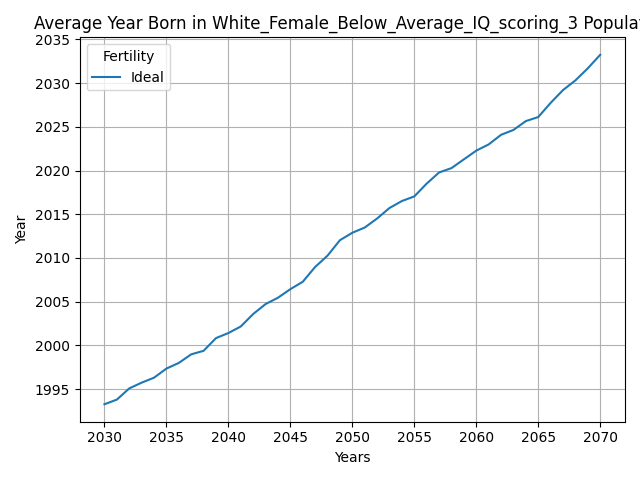 Average Year Born in White_Female_Below_Average_IQ_scoring_3 Popula
Fertility
Ideal
Year
2035
2030
2025
2020
2015
2010
2005
2000
1995
2030 2035 2040 2045 2050 2055 2060 2065 2070
Years